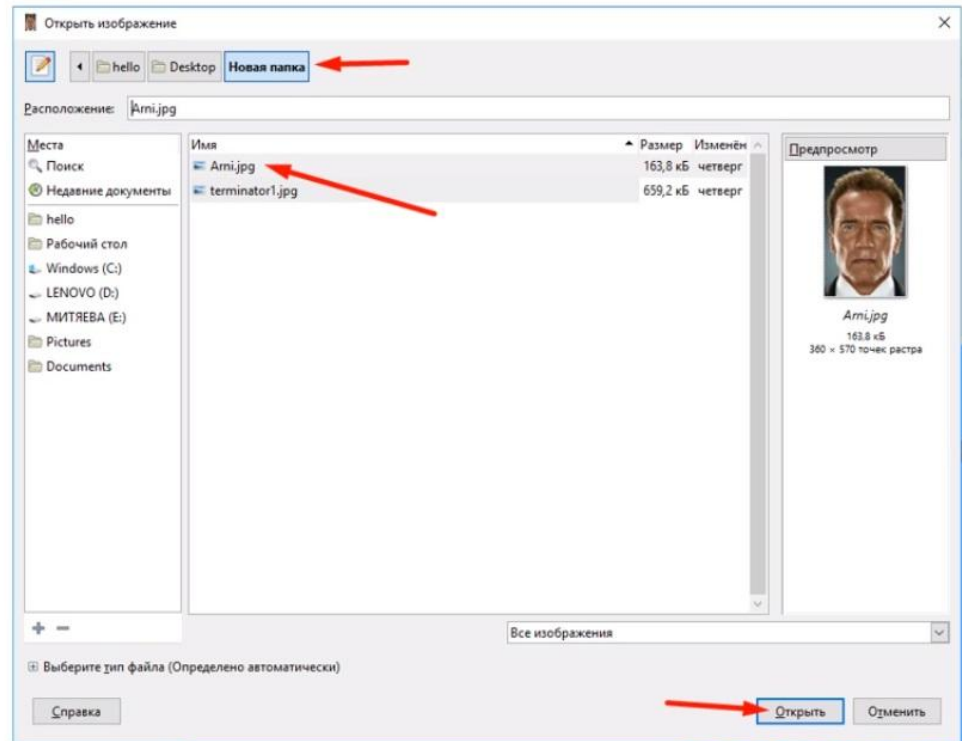 Открыть изображение
hello Desktop Новая папка
Расположение: Arni.jpg
Места
Поиск
Недавние документы
hello
Рабочий стол
Windows (C:)
LENOVO (D:)
МИТЯЕВА (E:)
Pictures
Documents
Имя Размер Изменён
Arni.jpg 163,8 кБ четверг
terminator1.jpg 659,2 кБ четверг
Предпросмотр
Arni.jpg
163,8 кБ
360 × 570 точек растра
Все изображения
Выберите тип файла (Определено автоматически)
Справка Открыть Отменить